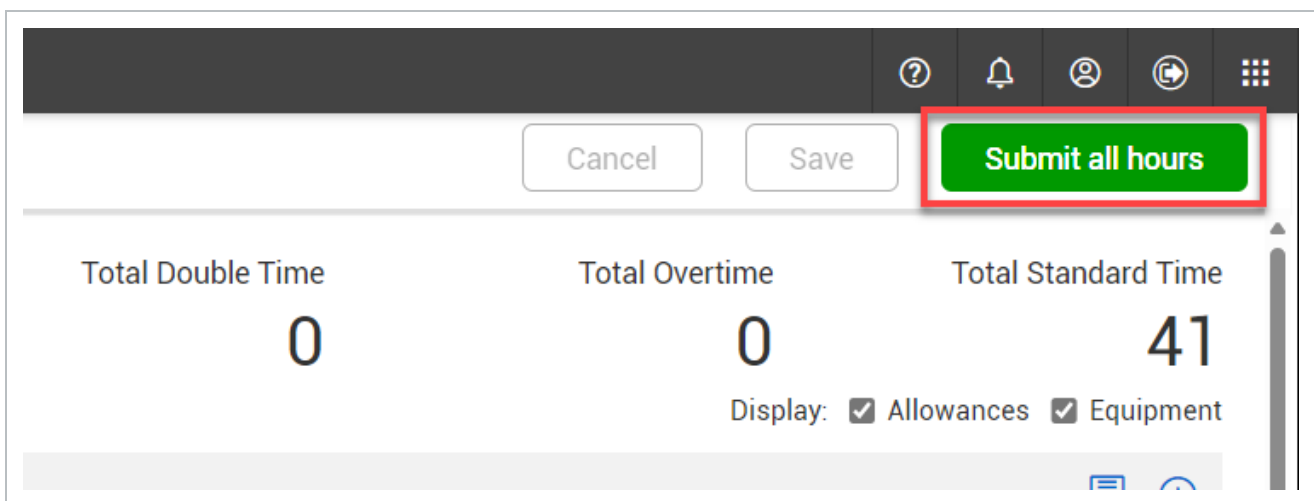 Cancel Save Submit all hours
Total Double Time Total Overtime Total Standard Time
0 0 41
Display: Allowances Equipment